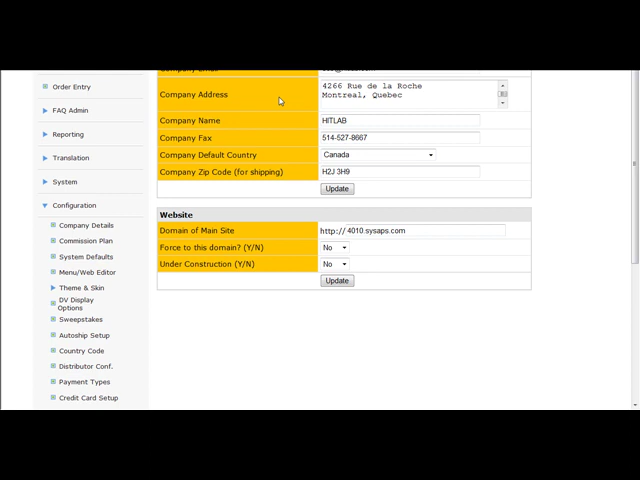 Order Entry
FAQ Admin
Reporting
Translation
System
Configuration
Company Details
Commission Plan
System Defaults
Menu/Web Editor
Theme & Skin
DV Display
Options
Sweepstakes
Autoship Setup
Country Code
Distributor Conf.
Payment Types
Credit Card Setup
Company Address
4266 Rue de la Roche
Montreal, Quebec
Company Name
HITLAB
Company Fax
514-527-8667
Company Default Country
Canada
Company Zip Code (for shipping)
H2J 3H9
Update
Website
Domain of Main Site
http:// 4010.sysaps.com
Force to this domain? (Y/N)
No
Under Construction (Y/N)
No
Update